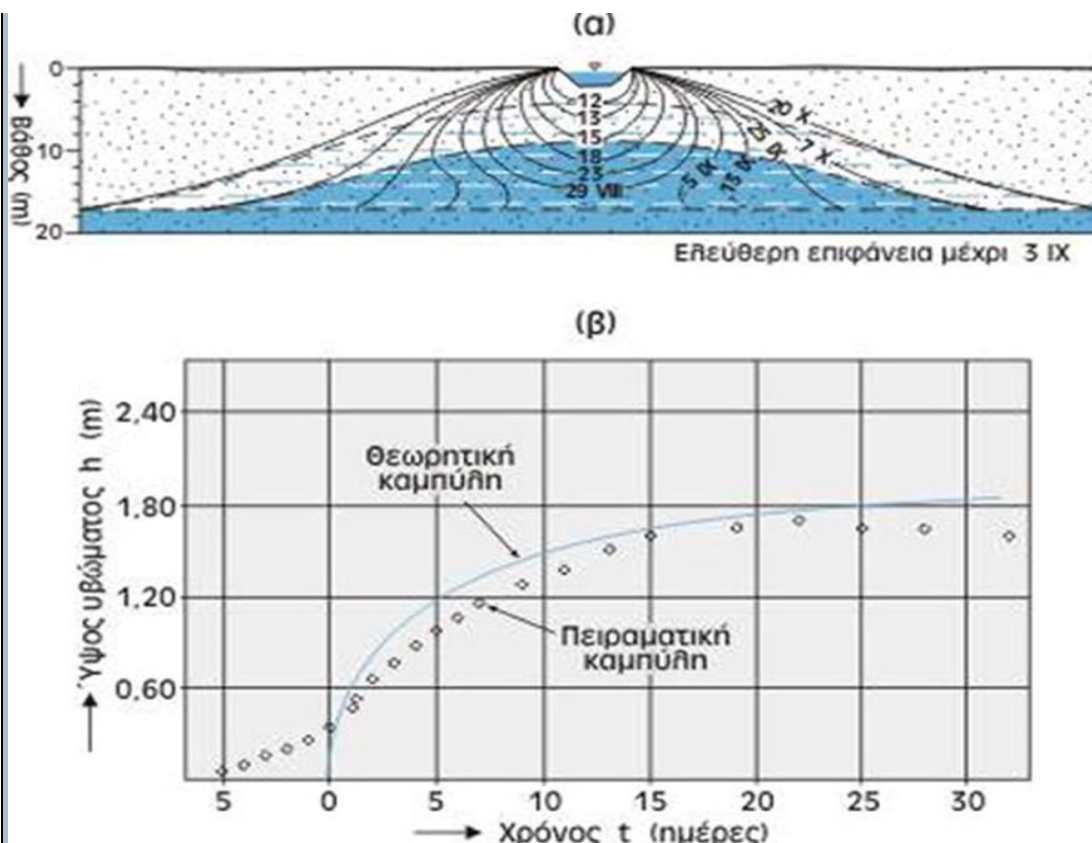 (α)
0
10
20
Βάθος (m)
12
13
15
18
23
29 VIII
5 IX
15 IX
25 IX
7 X
20 X
Ελεύθερη επιφάνεια μέχρι 3 IX
(β)
Ύψος υβώματος h (m)
2,40
1,80
1,20
0,60
Θεωρητική
καμπύλη
Πειραματική
καμπύλη
5 0 5 10 15 20 25 30
Χρόνος t (ημέρες)